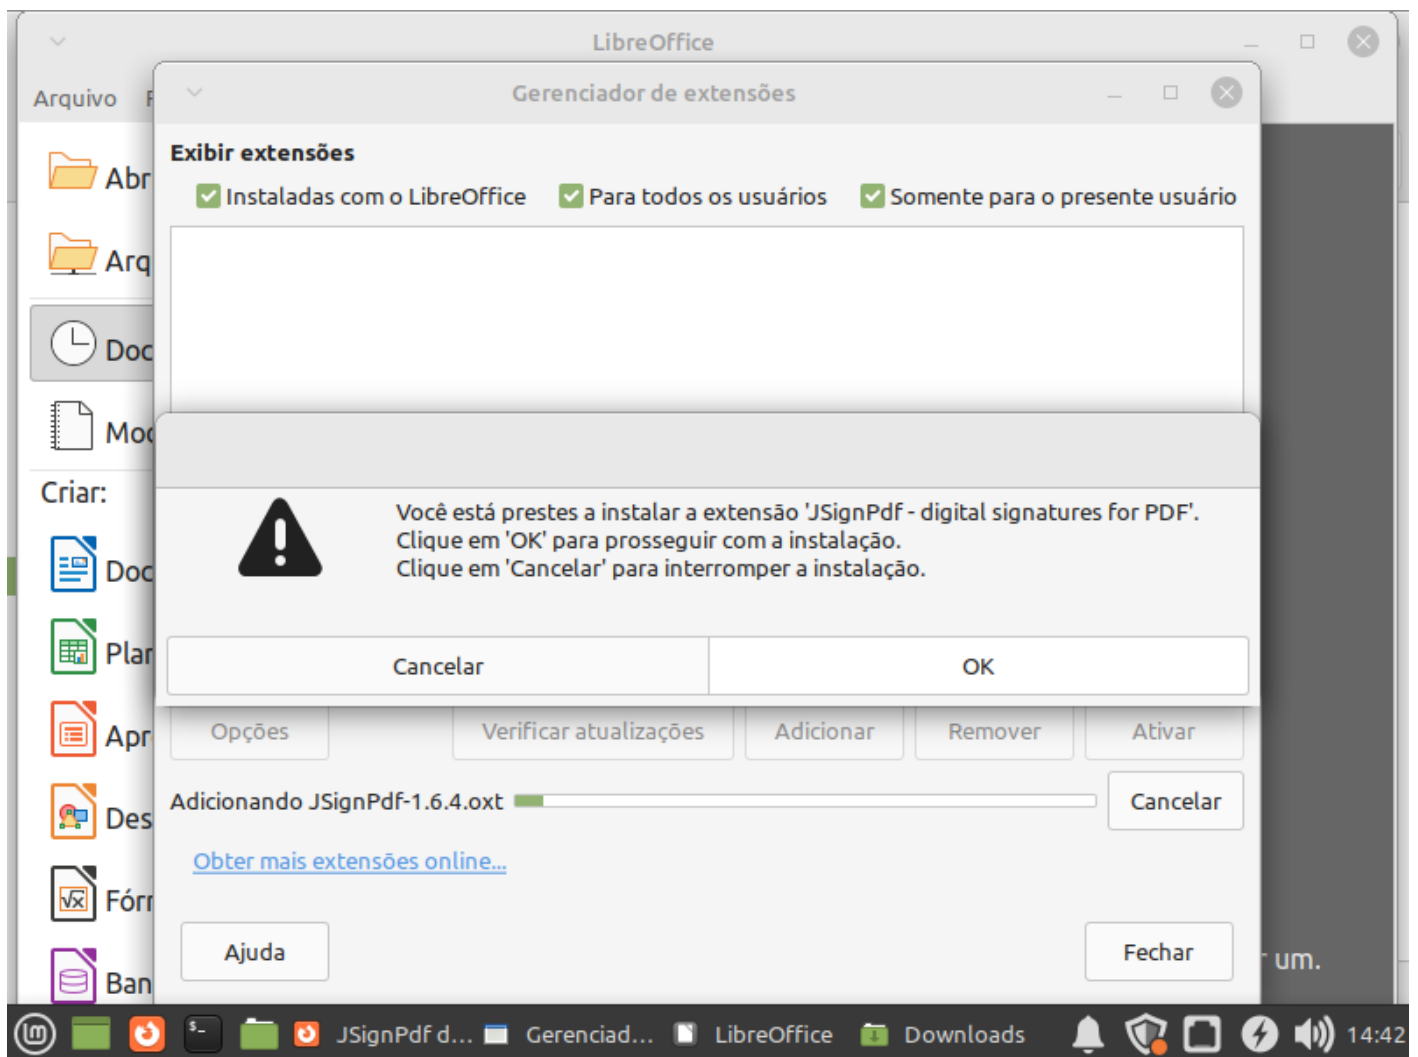 LibreOffice
Arquivo
Gerenciador de extensões
Exibir extensões
Instaladas com o LibreOffice
Para todos os usuários
Somente para o presente usuário
Abr
Arq
Doc
Mod
Criar:
Você está prestes a instalar a extensão 'JSignPdf - digital signatures for PDF'.
Clique em 'OK' para prosseguir com a instalação.
Clique em 'Cancelar' para interromper a instalação.
Doc
Plan
Cancelar
OK
Apr
Opções
Verificar atualizações
Adicionar
Remover
Ativar
Adicionando JSignPdf-1.6.4.oxt
Cancelar
Des
Obter mais extensões online...
Fórm
Ajuda
Fechar
um.
Ban
JSignPdf d...
Gerenciad...
LibreOffice
Downloads
14:42